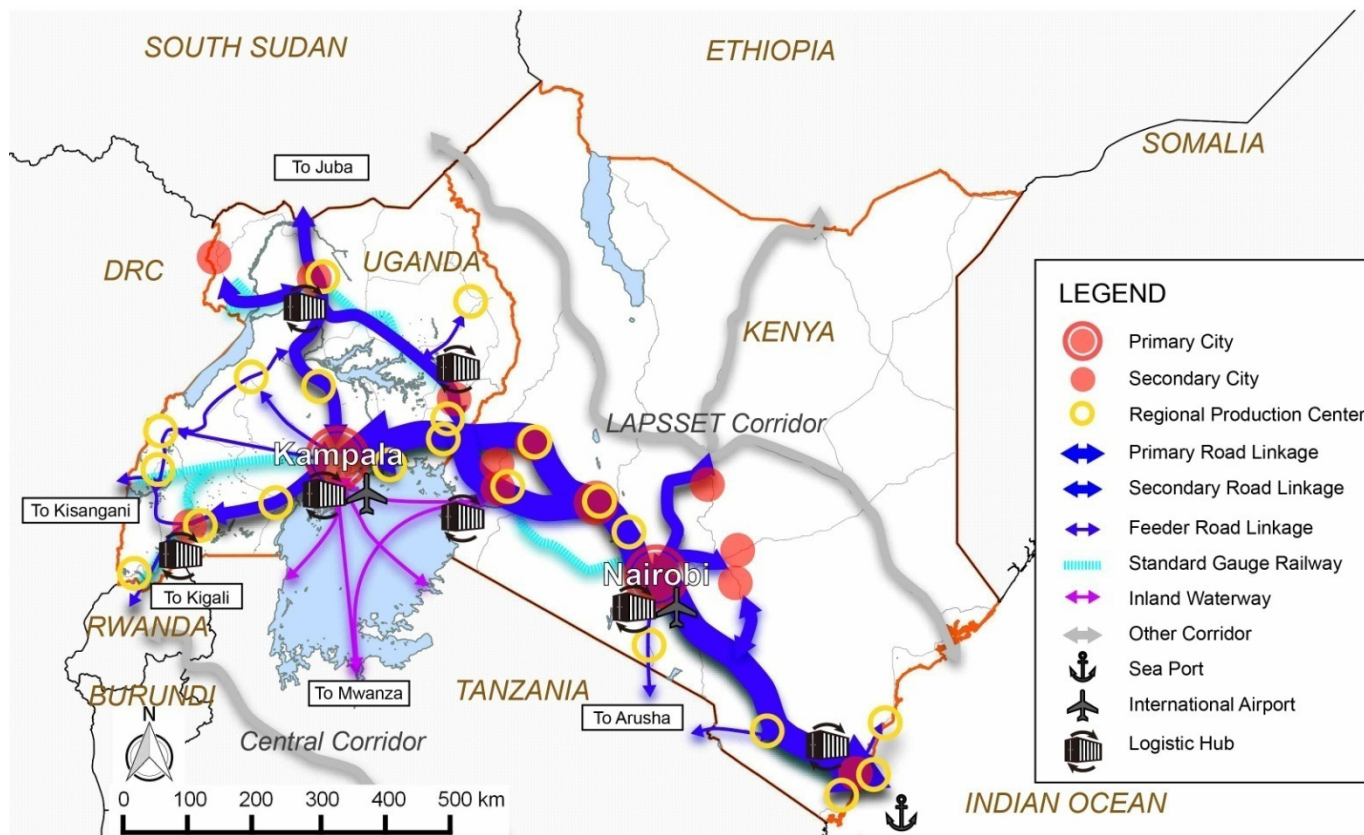 SOUTH SUDAN
ETHIOPIA
SOMALIA
To Juba
DRC
UGANDA
KENYA
LAPSSET Corridor
Kampala
To Kisangani
Nairobi
To Kigali
RWANDA
BURUNDI
To Mwanza
TANZANIA
To Arusha
Central Corridor
N
0 100 200 300 400 500 km
INDIAN OCEAN
LEGEND
Primary City
Secondary City
Regional Production Center
Primary Road Linkage
Secondary Road Linkage
Feeder Road Linkage
Standard Gauge Railway
Inland Waterway
Other Corridor
Sea Port
International Airport
Logistic Hub